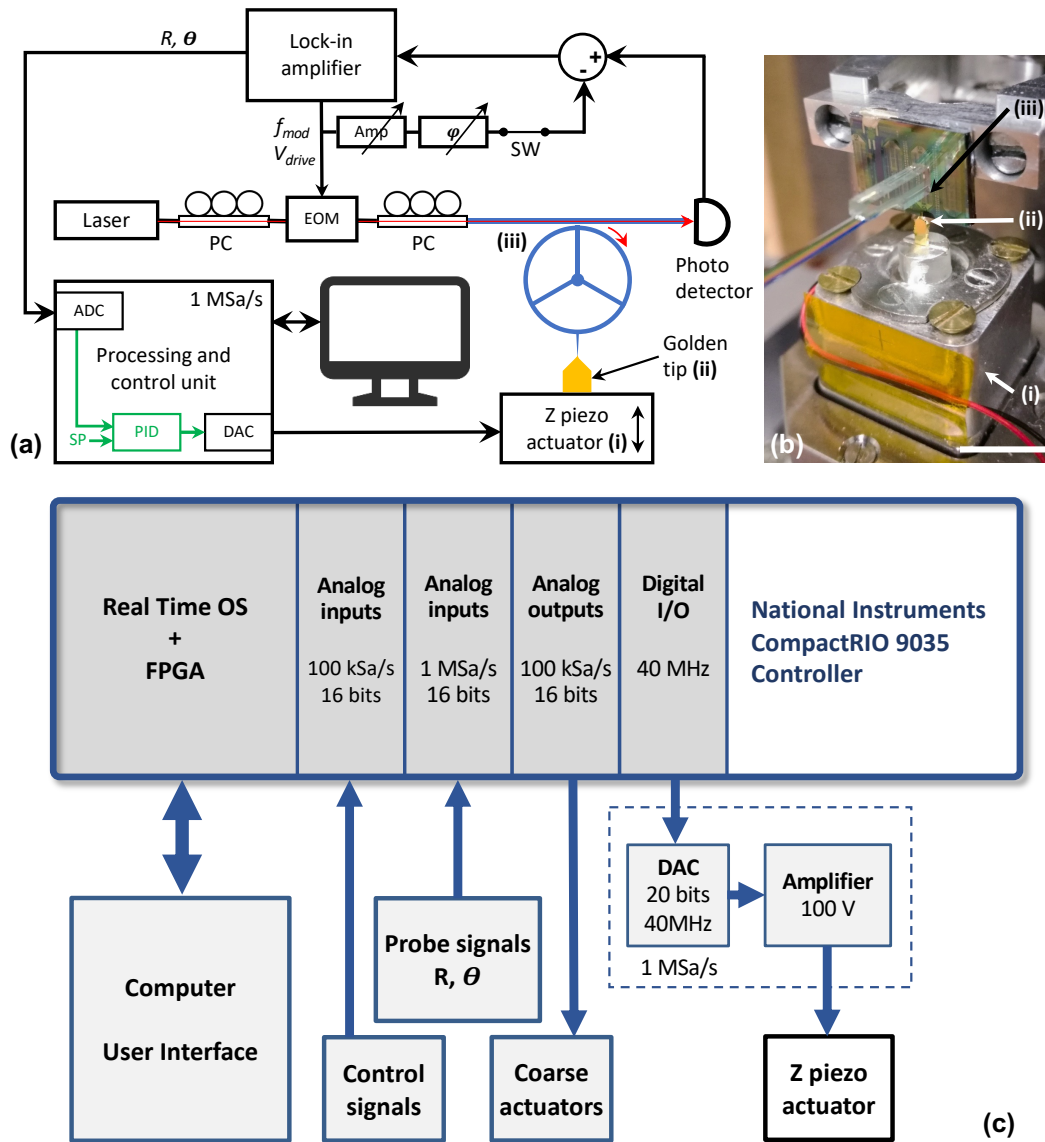 R, θ
Lock-in
amplifier
+
-
f_mod
V_drive
Amp
φ
SW
Laser
PC
EOM
PC
(iii)
Photo
detector
ADC
1 MSa/s
Processing and
control unit
SP
PID
DAC
Golden
tip (ii)
Z piezo
actuator (i)
(a)
(iii)
(ii)
(i)
(b)
Real Time OS
+
FPGA
Analog
inputs
100 kSa/s
16 bits
Analog
inputs
1 MSa/s
16 bits
Analog
outputs
100 kSa/s
16 bits
Digital
I/O
40 MHz
National Instruments
CompactRIO 9035
Controller
DAC
20 bits
40MHz
Amplifier
100 V
1 MSa/s
Computer
User Interface
Probe signals
R, θ
Control
signals
Coarse
actuators
Z piezo
actuator
(c)